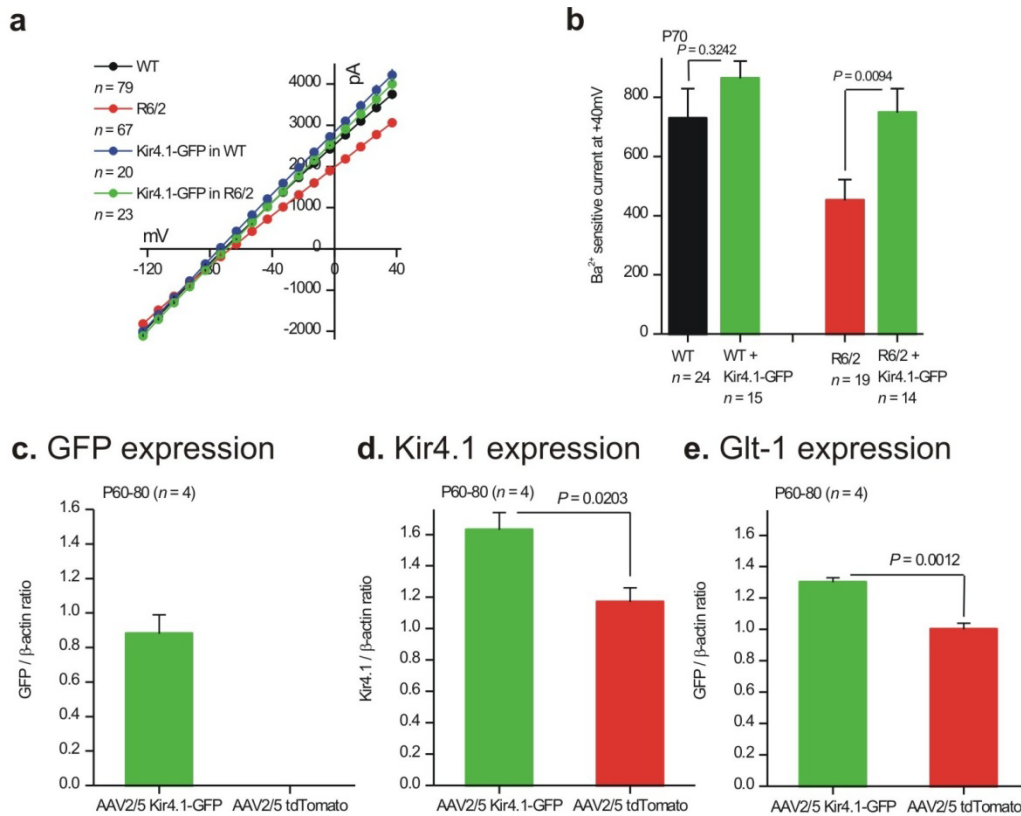 a
WT
n = 79
R6/2
n = 67
Kir4.1-GFP in WT
n = 20
Kir4.1-GFP in R6/2
n = 23
pA
4000
3000
2000
1000
0
-1000
-2000
mV
-120
-80
-40
0
40
b
P70
P = 0.3242
P = 0.0094
Ba2+ sensitive current at +40mV
800
600
400
200
0
WT
n = 24
WT +
Kir4.1-GFP
n = 15
R6/2
n = 19
R6/2 +
Kir4.1-GFP
n = 14
c. GFP expression
P60-80 (n = 4)
GFP / β-actin ratio
1.6
1.4
1.2
1.0
0.8
0.6
0.4
0.2
0.0
AAV2/5 Kir4.1-GFP
AAV2/5 tdTomato
d. Kir4.1 expression
P60-80 (n = 4)
P = 0.0203
Kir4.1 / β-actin ratio
1.6
1.4
1.2
1.0
0.8
0.6
0.4
0.2
0.0
AAV2/5 Kir4.1-GFP
AAV2/5 tdTomato
e. Glt-1 expression
P60-80 (n = 4)
P = 0.0012
GFP / β-actin ratio
1.6
1.4
1.2
1.0
0.8
0.6
0.4
0.2
0.0
AAV2/5 Kir4.1-GFP
AAV2/5 tdTomato